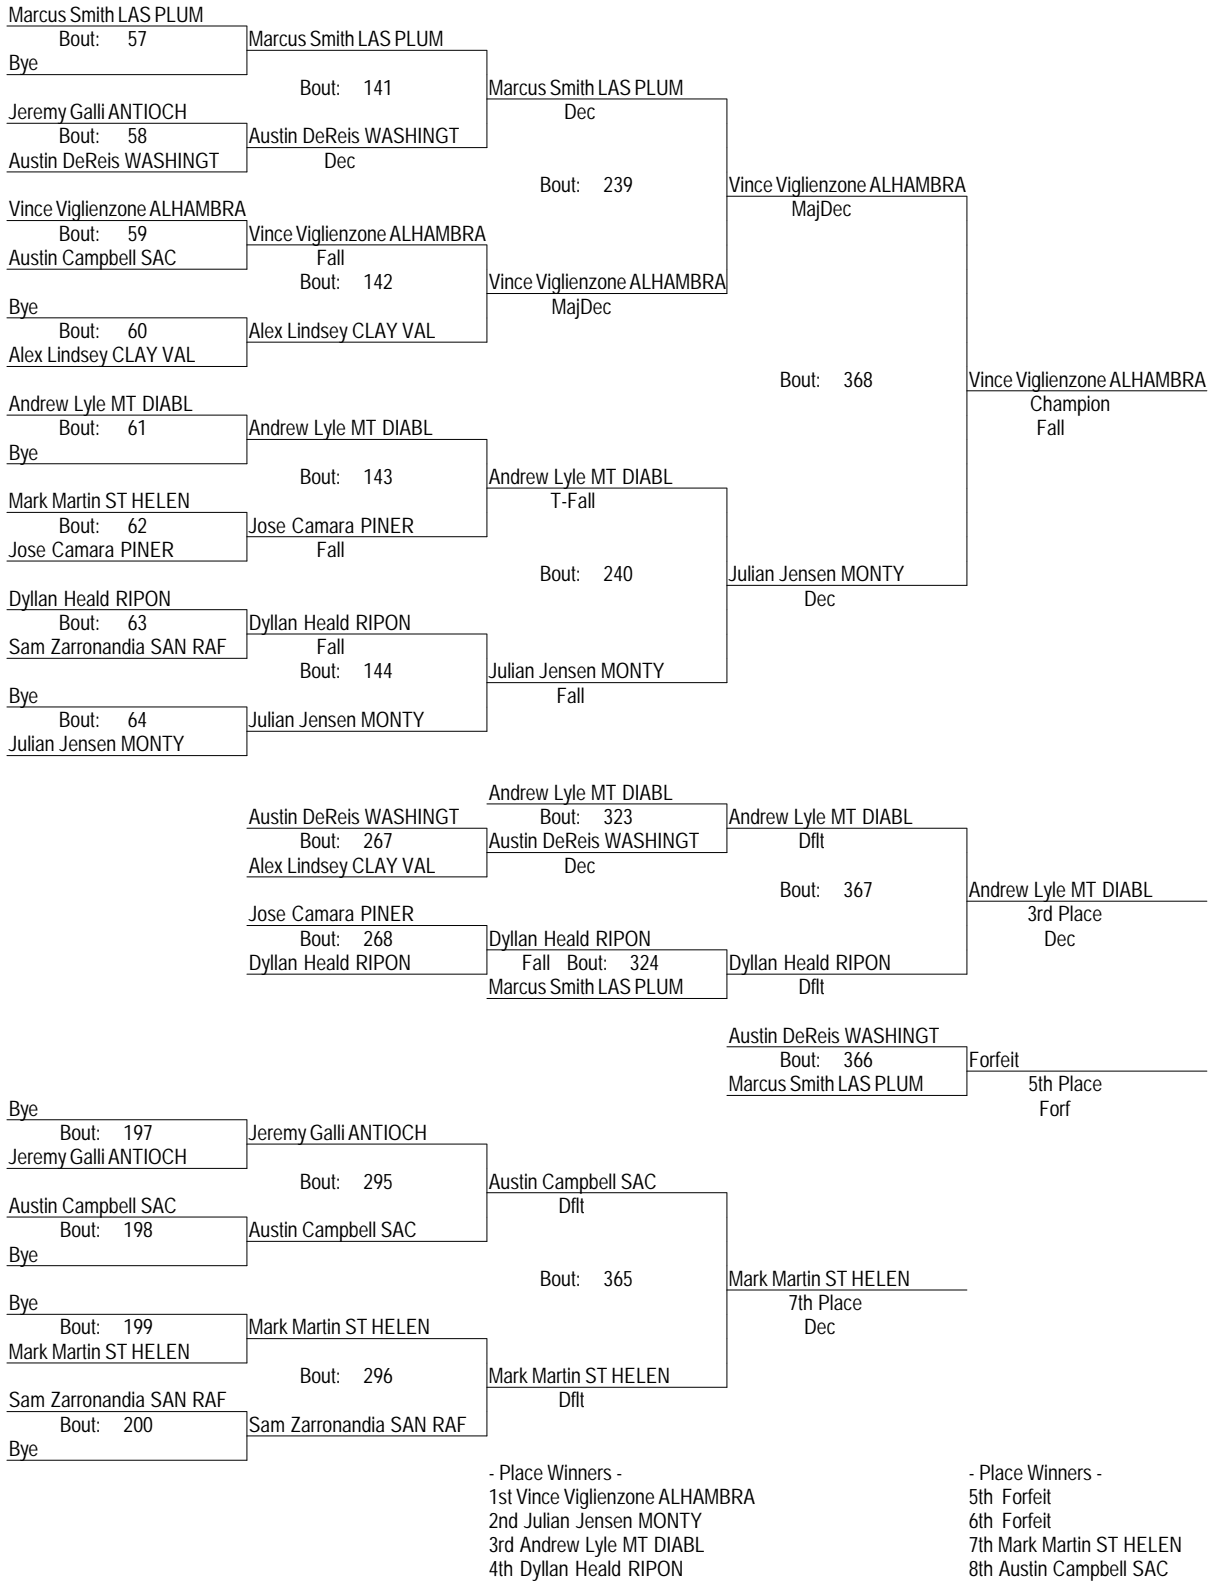 Marcus Smith LAS PLUM
Bout: 57
Marcus Smith LAS PLUM
Bye
Bout: 141
Marcus Smith LAS PLUM
Jeremy Galli ANTIOCH
Dec
Bout: 58
Austin DeReis WASHINGT
Austin DeReis WASHINGT
Dec
Bout: 239
Vince Viglienzone ALHAMBRA
Vince Viglienzone ALHAMBRA
MajDec
Bout: 59
Vince Viglienzone ALHAMBRA
Austin Campbell SAC
Fall
Bout: 142
Vince Viglienzone ALHAMBRA
Bye
MajDec
Bout: 60
Alex Lindsey CLAY VAL
Alex Lindsey CLAY VAL
Bout: 368
Vince Viglienzone ALHAMBRA
Andrew Lyle MT DIABL
Champion
Bout: 61
Andrew Lyle MT DIABL
Fall
Bye
Bout: 143
Andrew Lyle MT DIABL
Mark Martin ST HELEN
T-Fall
Bout: 62
Jose Camara PINER
Jose Camara PINER
Fall
Bout: 240
Julian Jensen MONTY
Dyllan Heald RIPON
Dec
Bout: 63
Dyllan Heald RIPON
Sam Zarronandia SAN RAF
Fall
Bout: 144
Julian Jensen MONTY
Bye
Fall
Bout: 64
Julian Jensen MONTY
Julian Jensen MONTY
Andrew Lyle MT DIABL
Austin DeReis WASHINGT
Bout: 323
Andrew Lyle MT DIABL
Bout: 267
Austin DeReis WASHINGT
Dflt
Alex Lindsey CLAY VAL
Dec
Bout: 367
Andrew Lyle MT DIABL
Jose Camara PINER
3rd Place
Bout: 268
Dyllan Heald RIPON
Dec
Dyllan Heald RIPON
Fall Bout: 324
Dyllan Heald RIPON
Marcus Smith LAS PLUM
Dflt
Austin DeReis WASHINGT
Bout: 366
Forfeit
Marcus Smith LAS PLUM
5th Place
Bye
Forf
Bout: 197
Jeremy Galli ANTIOCH
Jeremy Galli ANTIOCH
Bout: 295
Austin Campbell SAC
Austin Campbell SAC
Dflt
Bout: 198
Austin Campbell SAC
Bye
Bout: 365
Mark Martin ST HELEN
Bye
7th Place
Bout: 199
Mark Martin ST HELEN
Dec
Mark Martin ST HELEN
Bout: 296
Mark Martin ST HELEN
Sam Zarronandia SAN RAF
Dflt
Bout: 200
Sam Zarronandia SAN RAF
Bye
- Place Winners -
1st Vince Viglienzone ALHAMBRA
2nd Julian Jensen MONTY
3rd Andrew Lyle MT DIABL
4th Dyllan Heald RIPON
- Place Winners -
5th Forfeit
6th Forfeit
7th Mark Martin ST HELEN
8th Austin Campbell SAC